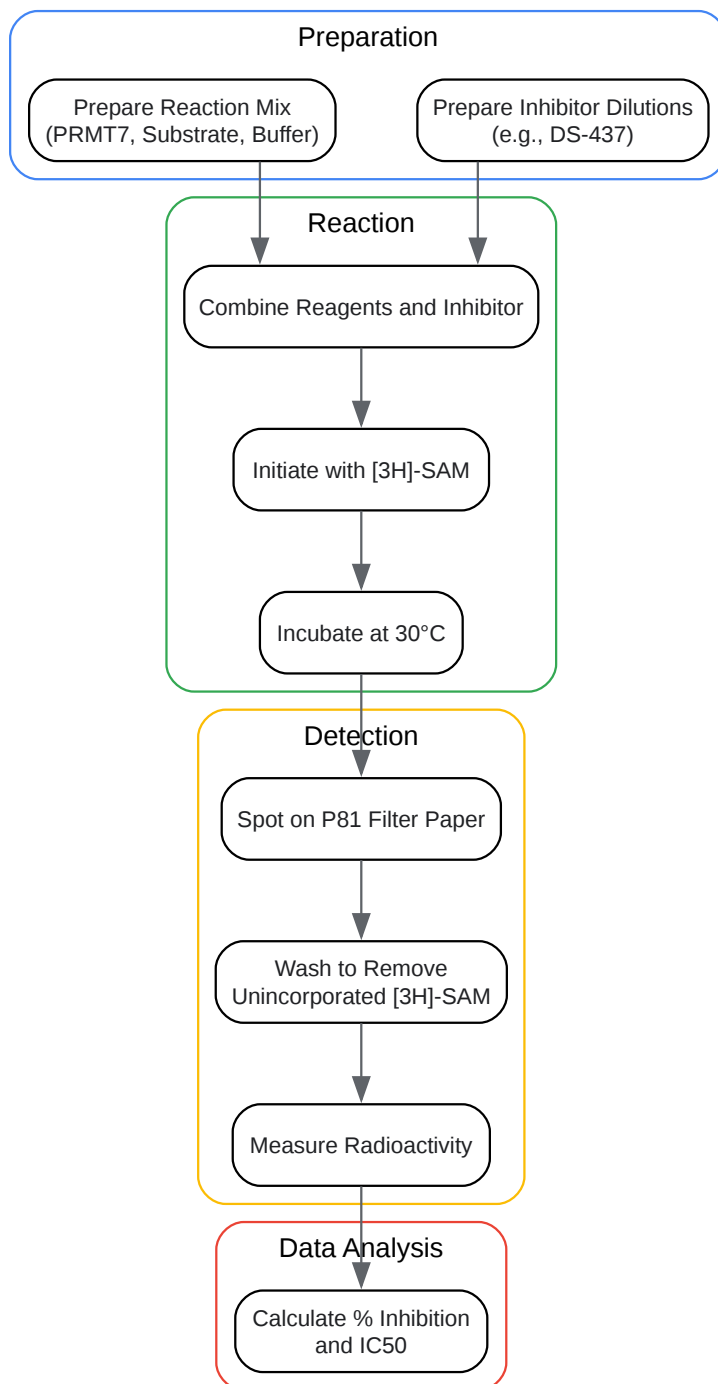 Preparation
Prepare Reaction Mix
(PRMT7, Substrate, Buffer)
Prepare Inhibitor Dilutions
(e.g., DS-437)
Reaction
Combine Reagents and Inhibitor
Initiate with [3H]-SAM
Incubate at 30°C
Detection
Spot on P81 Filter Paper
Wash to Remove
Unincorporated [3H]-SAM
Measure Radioactivity
Data Analysis
Calculate % Inhibition
and IC50